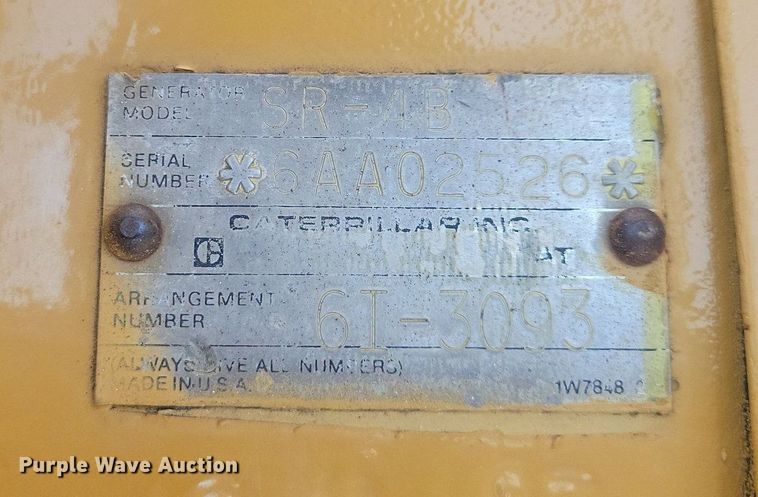 GENERATOR
MODEL SR-4B
SERIAL
NUMBER *6AA02526*
CATERPILLAR INC.
C AT
ARRANGEMENT
NUMBER 6I-3093
(ALWAYS GIVE ALL NUMBERS)
MADE IN U.S.A. 1W7848
Purple Wave Auction